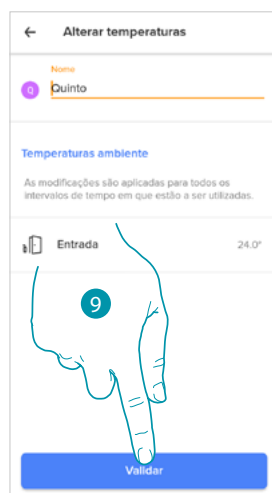 ← Alterar temperaturas
Nome
Q Quinto
Temperaturas ambiente
As modificações são aplicadas para todos os
intervalos de tempo em que estão a ser utilizadas.
Entrada 24.0°
9
Validar